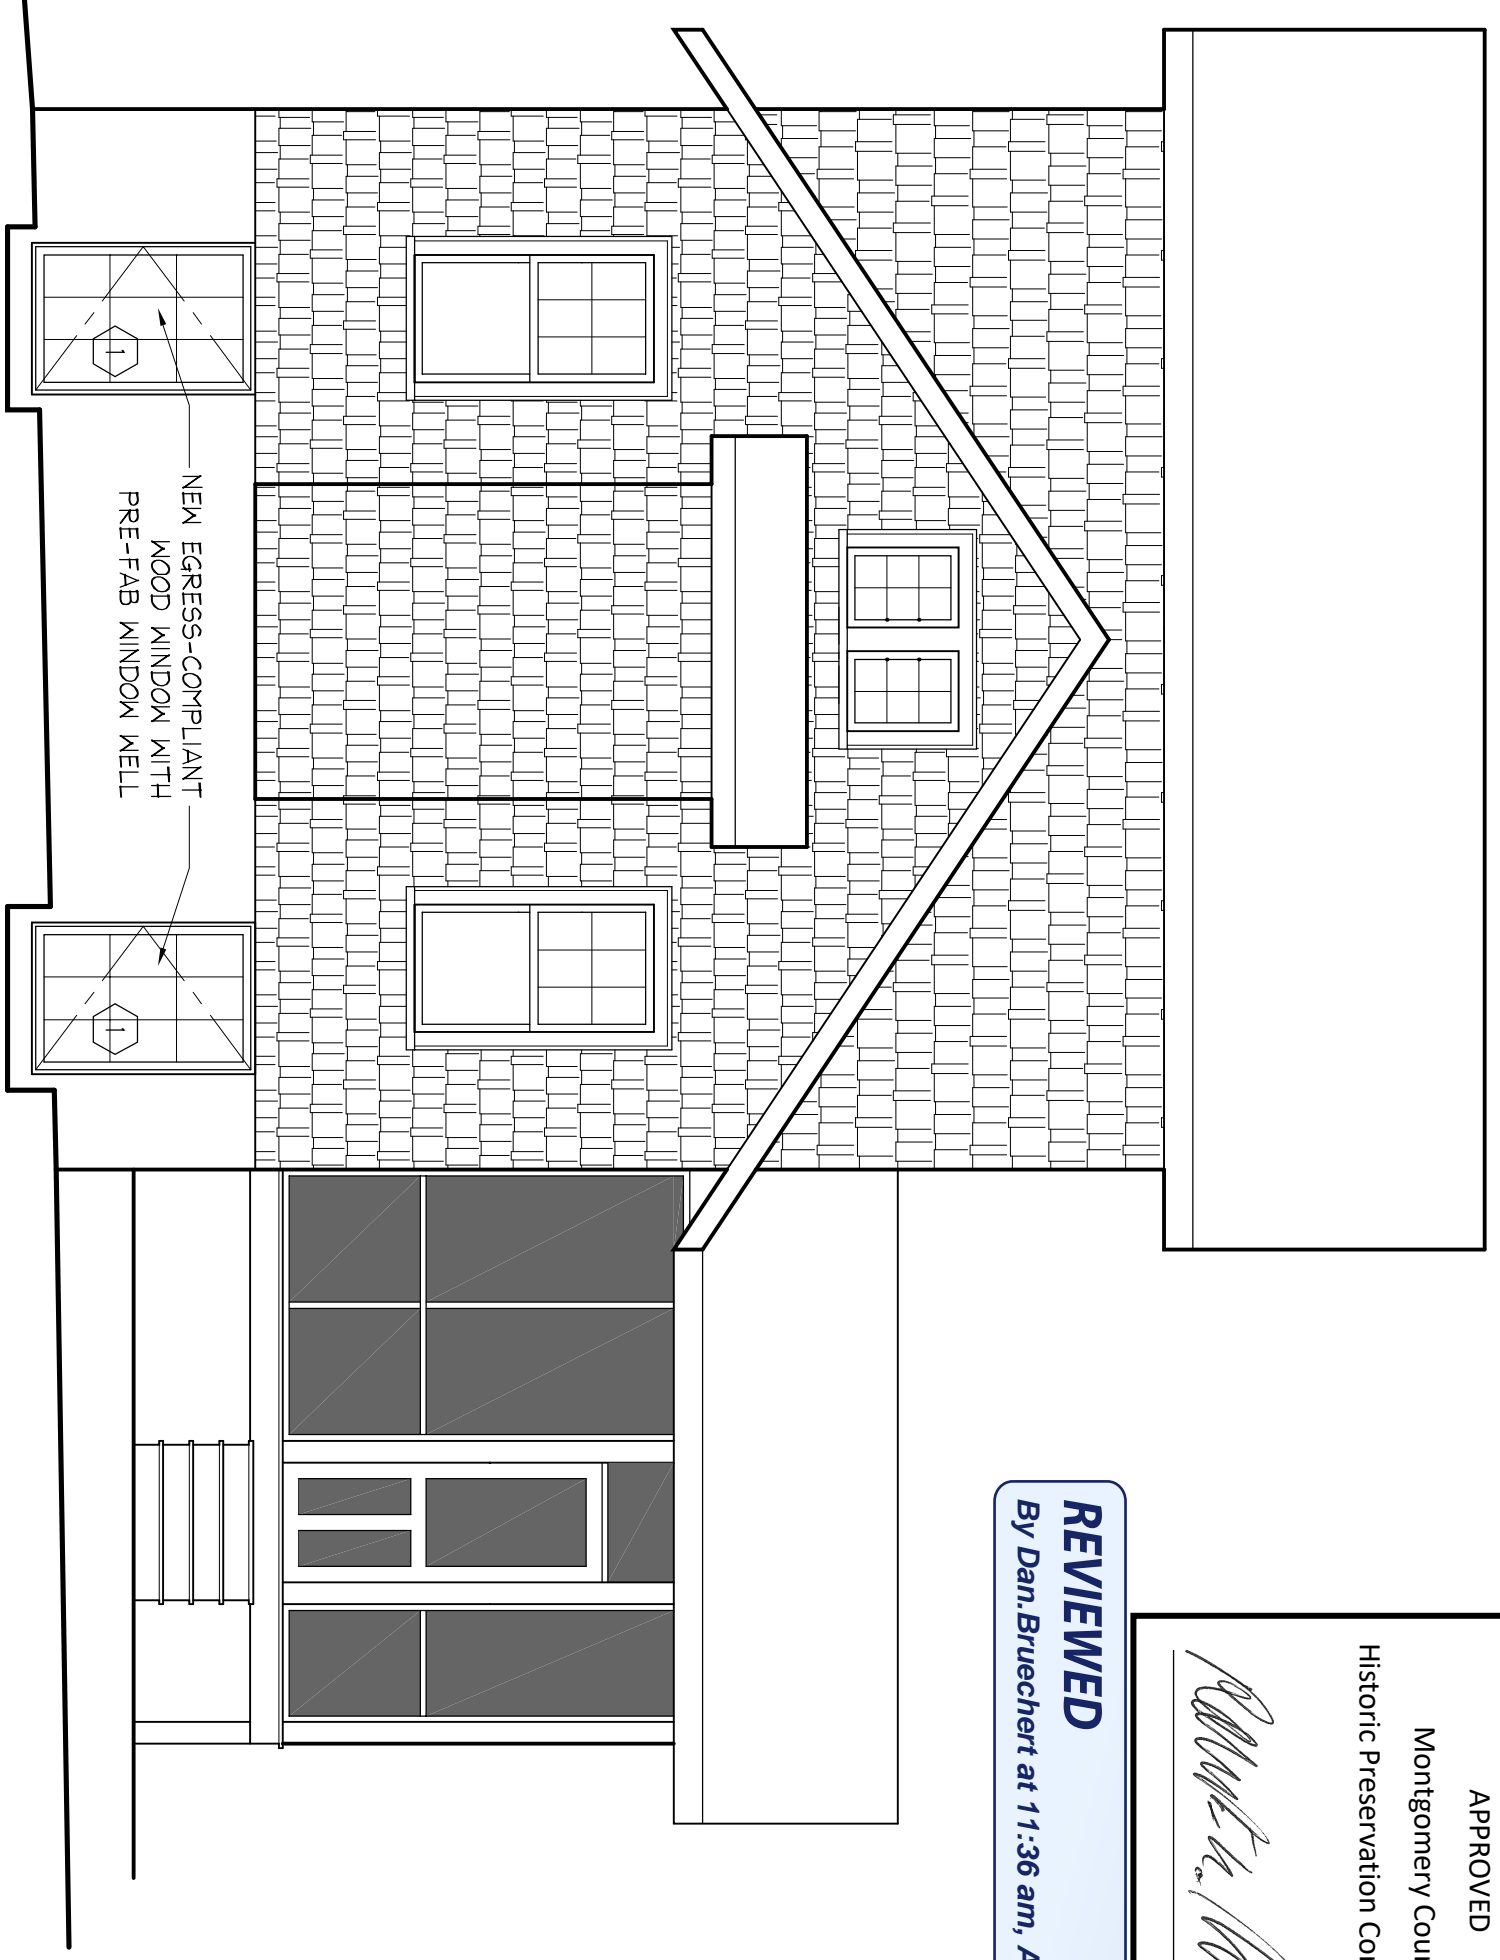 APPROVED
Montgomery Coun
Historic Preservation Co
REVIEWED
By Dan.Bruechert at 11:36 am, A
NEW EGRESS-COMPLIANT
WOOD WINDOW WITH
PRE-FAB WINDOW WELL
1
1